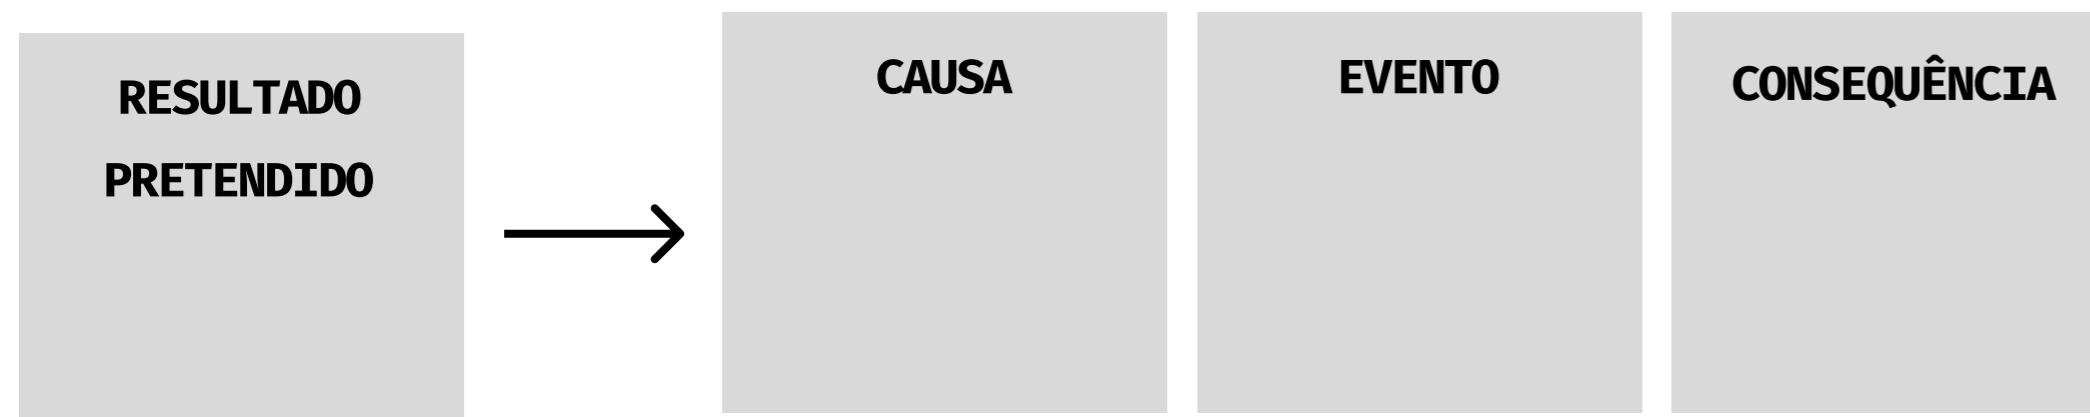 RESULTADO
PRETENDIDO
CAUSA
EVENTO
CONSEQUÊNCIA